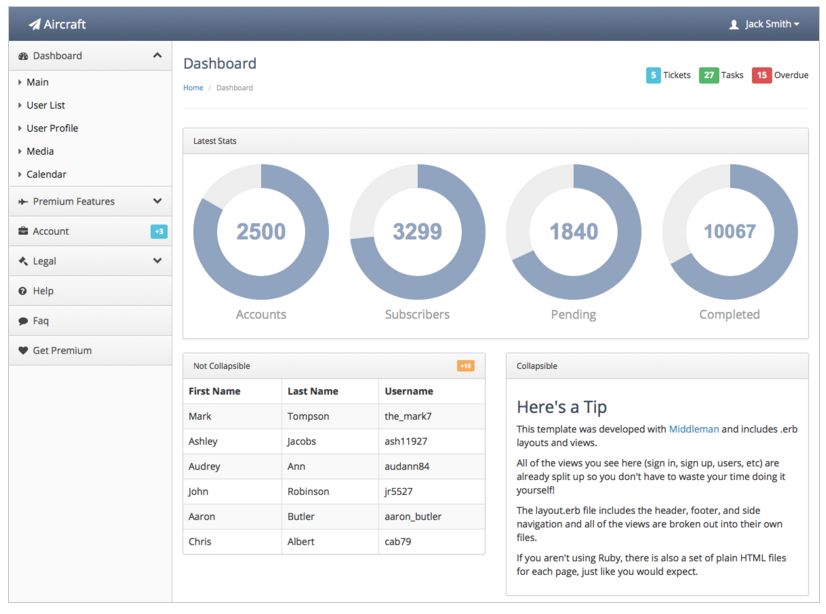 Aircraft
Jack Smith
Dashboard
Main
User List
User Profile
Media
Calendar
Premium Features
Account +3
Legal
Help
Faq
Get Premium
Dashboard
Home / Dashboard
5 Tickets 27 Tasks 15 Overdue
Latest Stats
2500 3299 1840 10067
Accounts Subscribers Pending Completed
Not Collapsible +10
First Name Last Name Username
Mark Tompson the_mark7
Ashley Jacobs ash11927
Audrey Ann audann84
John Robinson jr5527
Aaron Butler aaron_butler
Chris Albert cab79
Collapsible
Here's a Tip
This template was developed with Middleman and includes .erb
layouts and views.
All of the views you see here (sign in, sign up, users, etc) are
already split up so you don't have to waste your time doing it
yourself!
The layout.erb file includes the header, footer, and side
navigation and all of the views are broken out into their own
files.
If you aren't using Ruby, there is also a set of plain HTML files
for each page, just like you would expect.